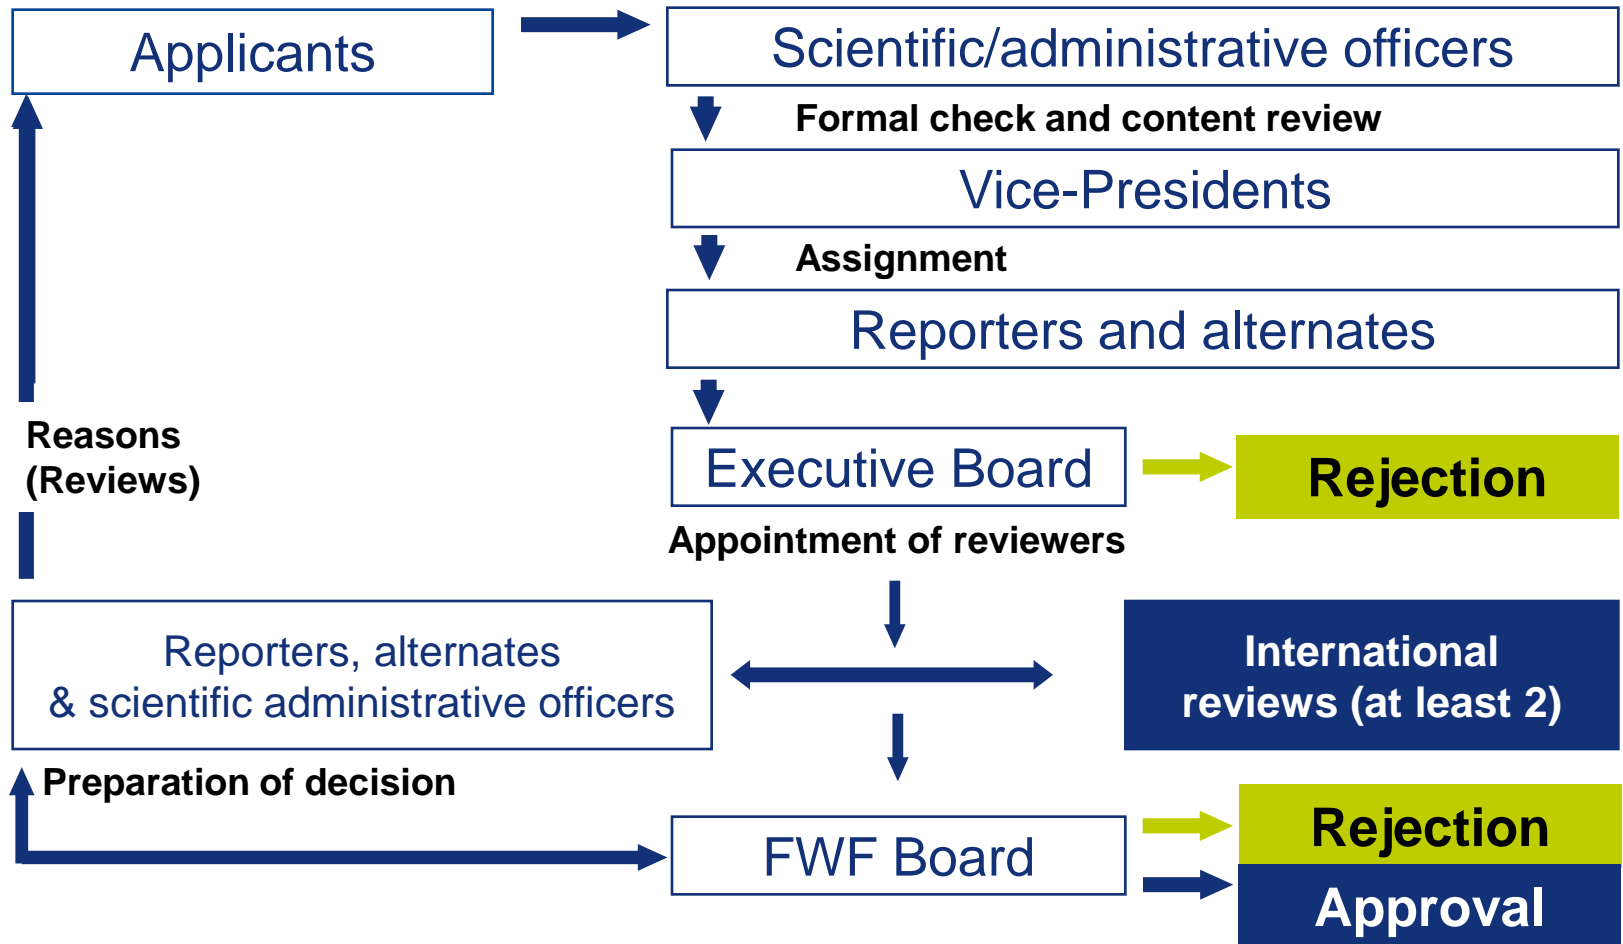 Applicants
Scientific/administrative officers
Formal check and content review
Vice-Presidents
Assignment
Reporters and alternates
Executive Board
Rejection
Reasons
(Reviews)
Appointment of reviewers
Reporters, alternates
& scientific administrative officers
International
reviews (at least 2)
Preparation of decision
FWF Board
Rejection
Approval